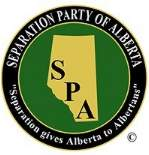 SEPARATION PARTY OF ALBERTA
SPA
"Separation gives Alberta to Albertans"
©